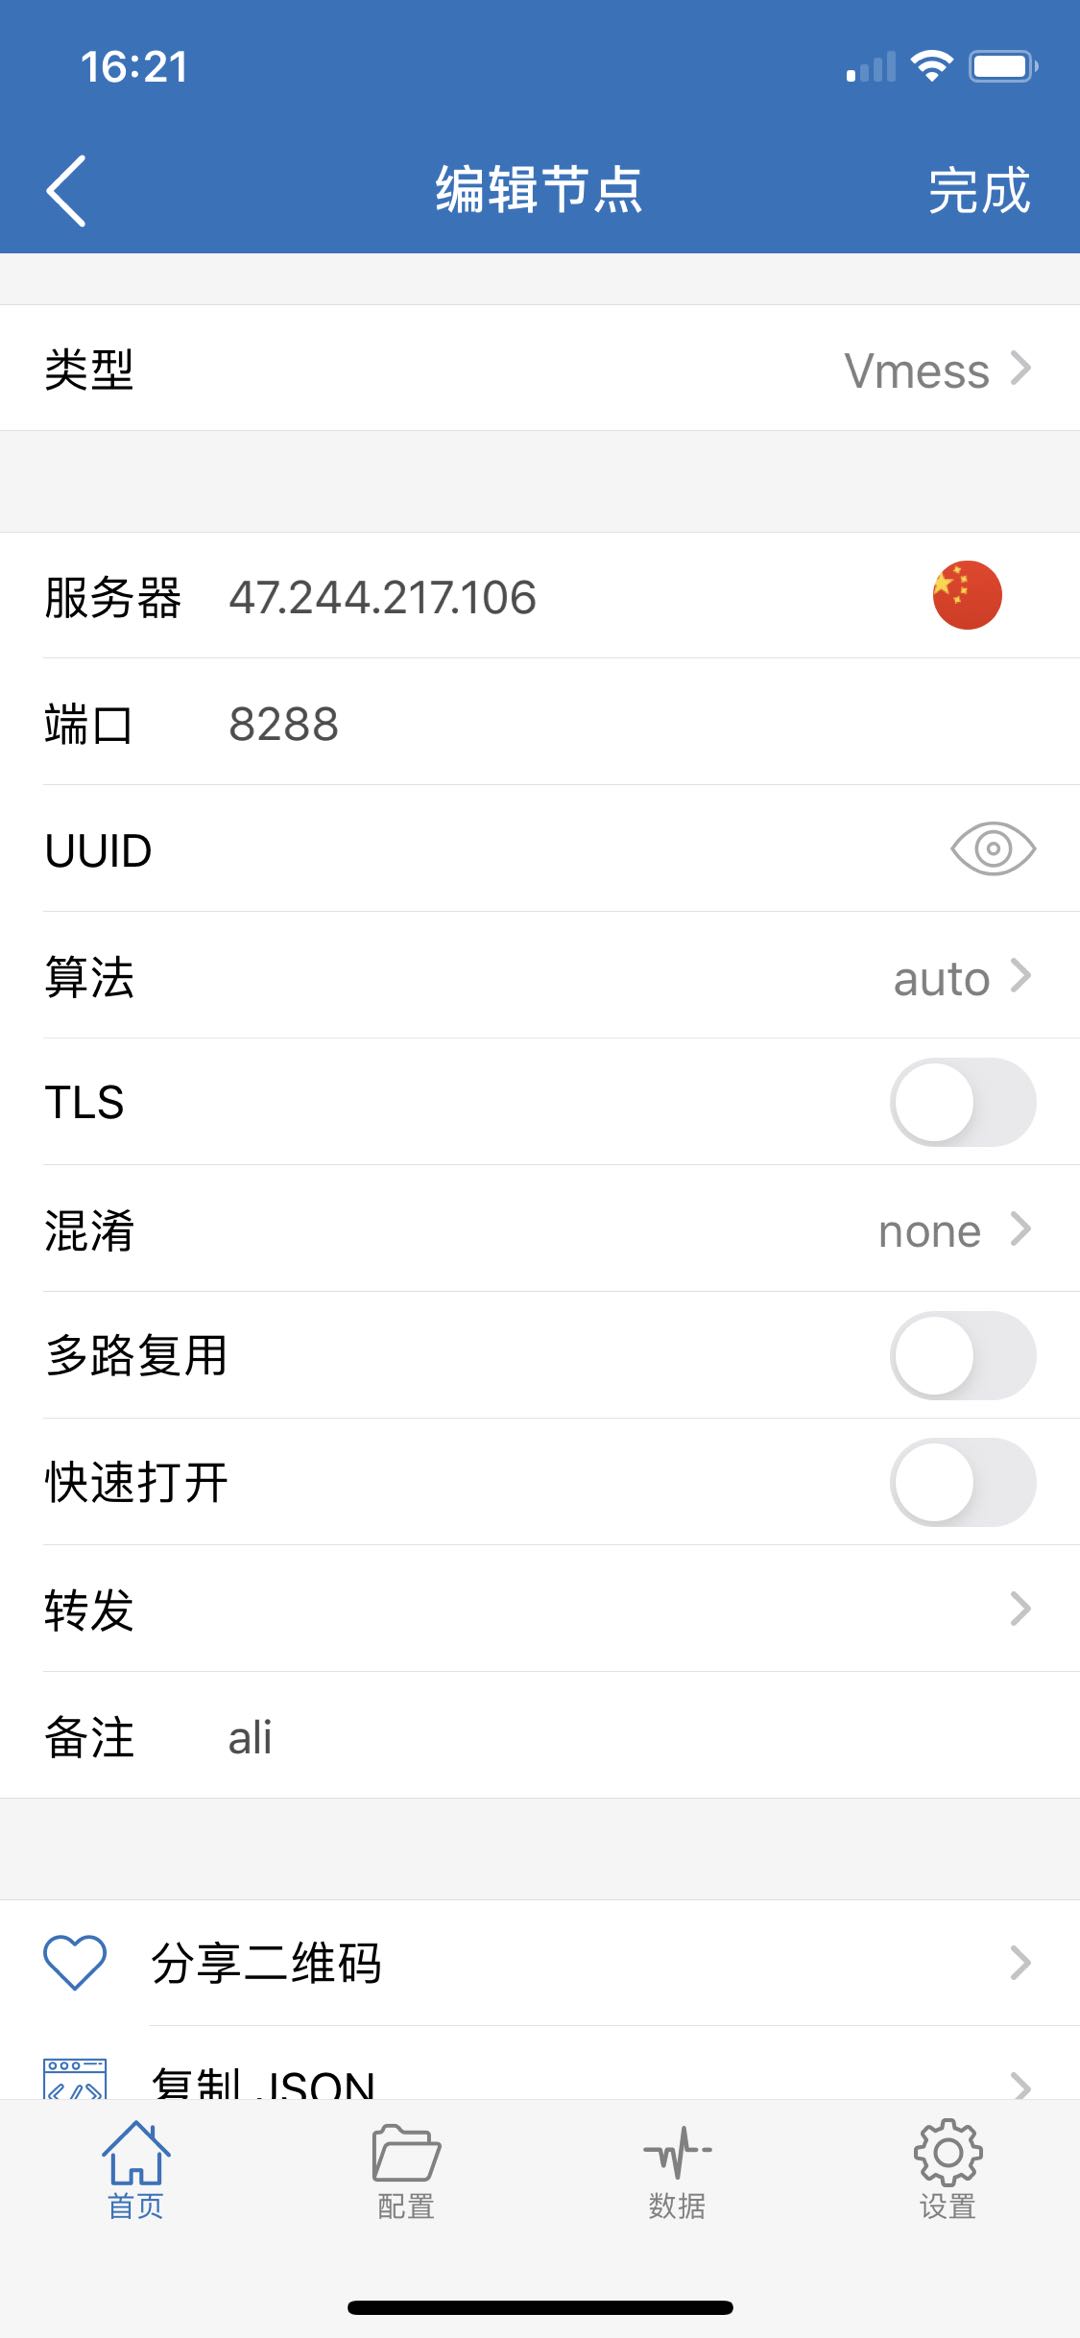 16:21
编辑节点
完成
类型 Vmess
服务器 47.244.217.106
端口 8288
UUID
算法 auto
TLS
混淆 none
多路复用
快速打开
转发
备注 ali
分享二维码
复制 JSON
首页 配置 数据 设置